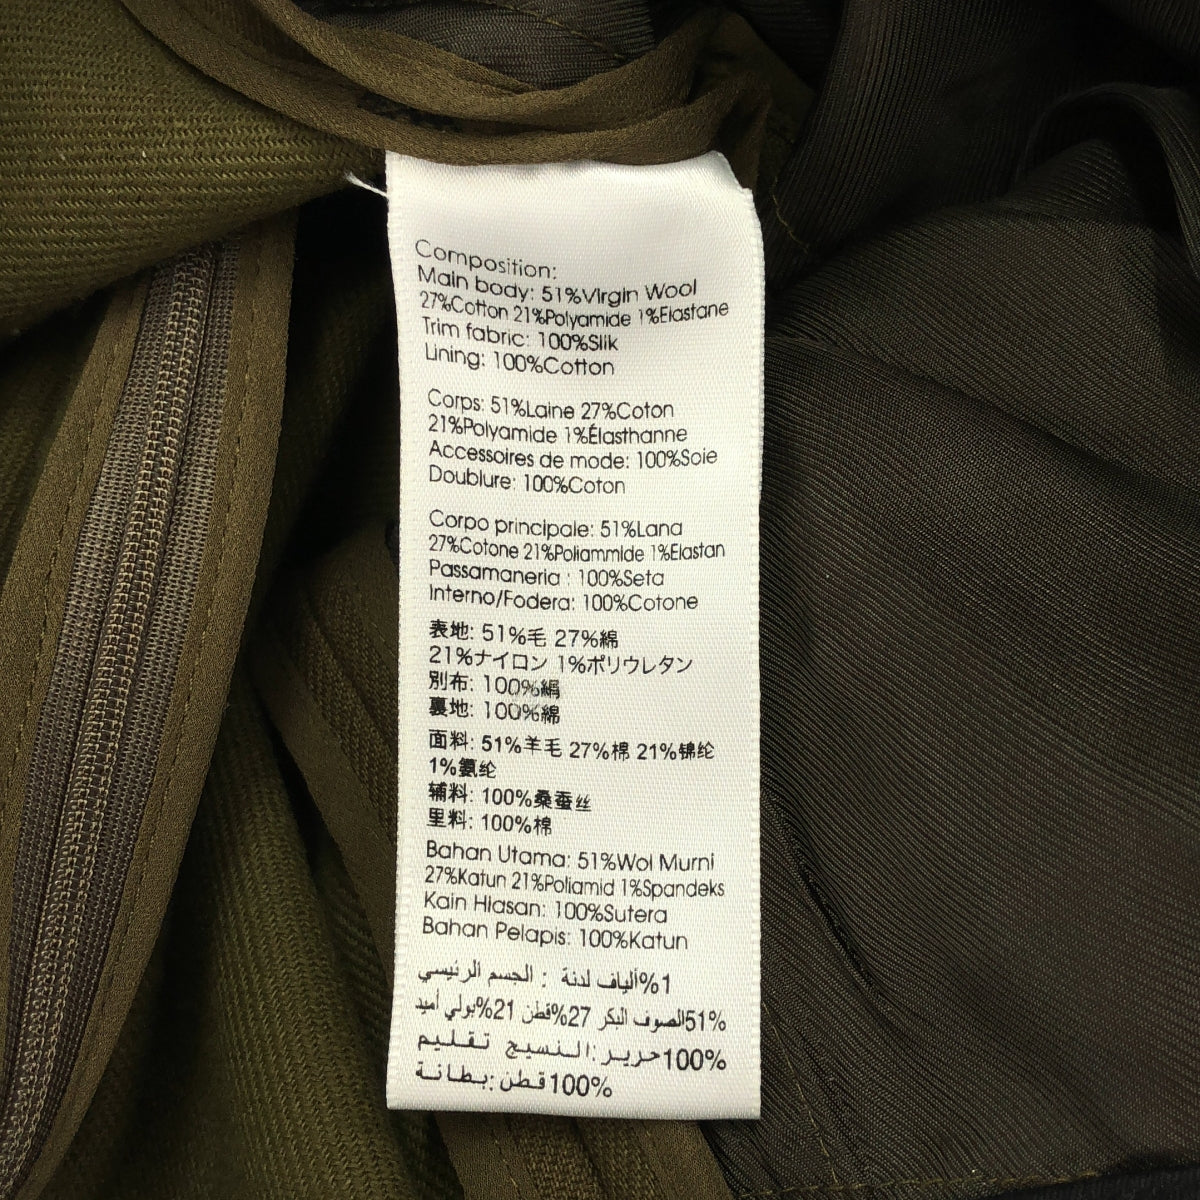 Composition:
Main body: 51%Virgin Wool
27%Cotton 21%Polyamide 1%Elastane
Trim fabric: 100%Silk
Lining: 100%Cotton
Corps: 51%Laine 27%Coton
21%Polyamide 1%Élasthanne
Accessoires de mode: 100%Soie
Doublure: 100%Coton
Corpo principale: 51%Lana
27%Cotone 21%Poliammide 1%Elastan
Passamaneria : 100%Seta
Interno/Fodera: 100%Cotone
表地: 51%毛 27%綿
21%ナイロン 1%ポリウレタン
別布: 100%絹
裏地: 100%綿
面料: 51%羊毛 27%棉 21%锦纶
1%氨纶
辅料: 100%桑蚕丝
里料: 100%棉
Bahan Utama: 51%Wol Murni
27%Katun 21%Poliamid 1%Spandeks
Kain Hiasan: 100%Sutera
Bahan Pelapis: 100%Katun
1%ألياف لدنة : الجسم الرئيسي
51%الصوف البكر 27%قطن 21%بولي أميد
100%حرير:النسيج تقليم
100%قطن:بطانة